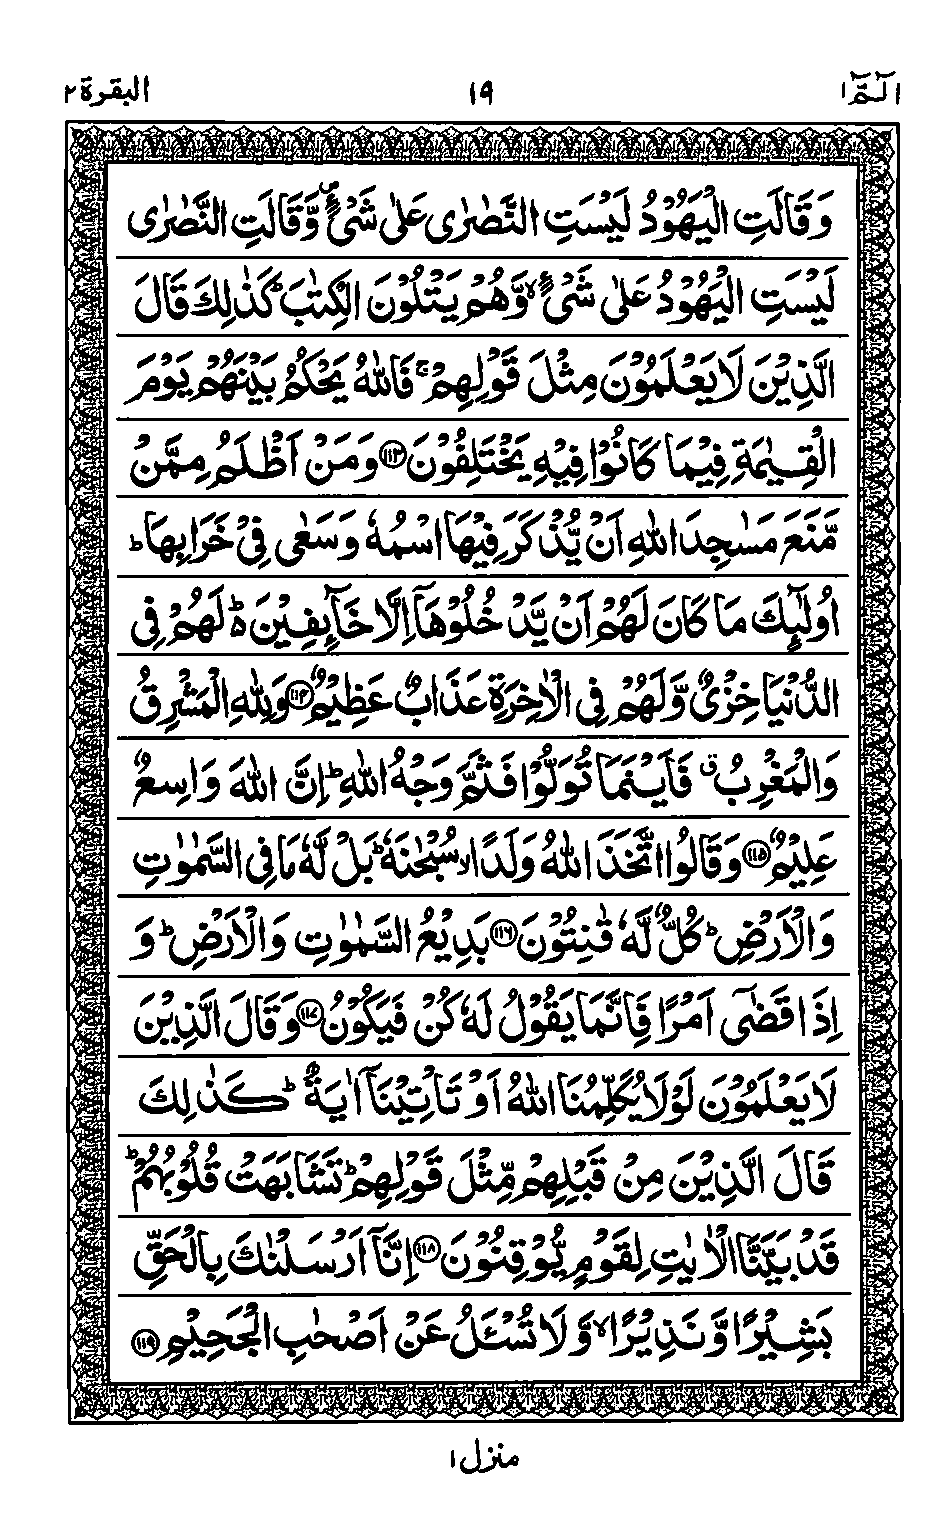 البقرة ٢ ١٩ الٓمّٓ ١
وَقَالَتِ الْيَهُوْدُ لَيْسَتِ النَّصٰرٰى عَلٰى شَيْءٍ۪ وَّقَالَتِ النَّصٰرٰى
لَيْسَتِ الْيَهُوْدُ عَلٰى شَيْءٍۙ وَّهُمْ يَتْلُوْنَ الْكِتٰبَؕ كَذٰلِكَ قَالَ
الَّذِيْنَ لَا يَعْلَمُوْنَ مِثْلَ قَوْلِهِمْۚ فَاللّٰهُ يَحْكُمُ بَيْنَهُمْ يَوْمَ
الْقِيٰمَةِ فِيْمَا كَانُوْا فِيْهِ يَخْتَلِفُوْنَ ﴿١١٣﴾ وَمَنْ اَظْلَمُ مِمَّنْ
مَّنَعَ مَسٰجِدَ اللّٰهِ اَنْ يُّذْكَرَ فِيْهَا اسْمُهٗ وَسَعٰى فِيْ خَرَابِهَاؕ
اُولٰٓئِكَ مَا كَانَ لَهُمْ اَنْ يَّدْخُلُوْهَاۤ اِلَّا خَآئِفِيْنَ۬ؕ لَهُمْ فِى
الدُّنْيَا خِزْيٌ وَّلَهُمْ فِى الْاٰخِرَةِ عَذَابٌ عَظِيْمٌ ﴿١١٤﴾ وَلِلّٰهِ الْمَشْرِقُ
وَالْمَغْرِبُۗ فَاَيْنَمَا تُوَلُّوْا فَثَمَّ وَجْهُ اللّٰهِؕ اِنَّ اللّٰهَ وَاسِعٌ
عَلِيْمٌ ﴿١١٥﴾ وَقَالُوا اتَّخَذَ اللّٰهُ وَلَدًاۙ سُبْحٰنَهٗؕ بَلْ لَّهٗ مَا فِى السَّمٰوٰتِ
وَالْاَرْضِؕ كُلٌّ لَّهٗ قٰنِتُوْنَ ﴿١١٦﴾ بَدِيْعُ السَّمٰوٰتِ وَالْاَرْضِؕ وَ
اِذَا قَضٰٓى اَمْرًا فَاِنَّمَا يَقُوْلُ لَهٗ كُنْ فَيَكُوْنُ ﴿١١٧﴾ وَقَالَ الَّذِيْنَ
لَا يَعْلَمُوْنَ لَوْلَا يُكَلِّمُنَا اللّٰهُ اَوْ تَاْتِيْنَاۤ اٰيَةٌؕ كَذٰلِكَ
قَالَ الَّذِيْنَ مِنْ قَبْلِهِمْ مِّثْلَ قَوْلِهِمْؕ تَشَابَهَتْ قُلُوْبُهُمْؕ
قَدْ بَيَّنَّا الْاٰيٰتِ لِقَوْمٍ يُّوْقِنُوْنَ ﴿١١٨﴾ اِنَّاۤ اَرْسَلْنٰكَ بِالْحَقِّ
بَشِيْرًا وَّنَذِيْرًاۙ وَّلَا تُسْـَٔلُ عَنْ اَصْحٰبِ الْجَحِيْمِ ﴿١١٩﴾
منزل ١